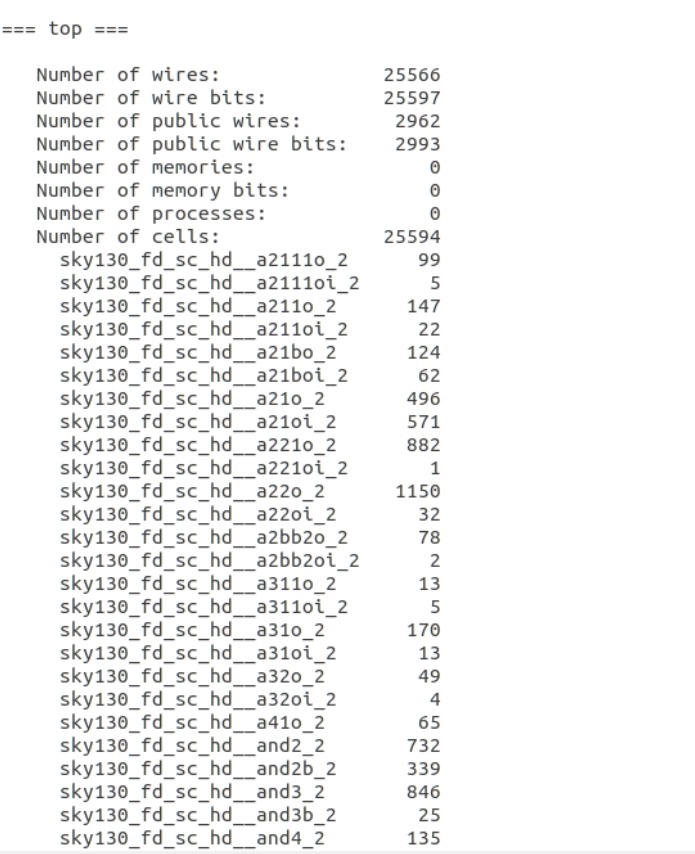 === top ===
Number of wires: 25566
Number of wire bits: 25597
Number of public wires: 2962
Number of public wire bits: 2993
Number of memories: 0
Number of memory bits: 0
Number of processes: 0
Number of cells: 25594
sky130_fd_sc_hd__a2111o_2 99
sky130_fd_sc_hd__a2111oi_2 5
sky130_fd_sc_hd__a211o_2 147
sky130_fd_sc_hd__a211oi_2 22
sky130_fd_sc_hd__a21bo_2 124
sky130_fd_sc_hd__a21boi_2 62
sky130_fd_sc_hd__a21o_2 496
sky130_fd_sc_hd__a21oi_2 571
sky130_fd_sc_hd__a221o_2 882
sky130_fd_sc_hd__a221oi_2 1
sky130_fd_sc_hd__a22o_2 1150
sky130_fd_sc_hd__a22oi_2 32
sky130_fd_sc_hd__a2bb2o_2 78
sky130_fd_sc_hd__a2bb2oi_2 2
sky130_fd_sc_hd__a311o_2 13
sky130_fd_sc_hd__a311oi_2 5
sky130_fd_sc_hd__a31o_2 170
sky130_fd_sc_hd__a31oi_2 13
sky130_fd_sc_hd__a32o_2 49
sky130_fd_sc_hd__a32oi_2 4
sky130_fd_sc_hd__a41o_2 65
sky130_fd_sc_hd__and2_2 732
sky130_fd_sc_hd__and2b_2 339
sky130_fd_sc_hd__and3_2 846
sky130_fd_sc_hd__and3b_2 25
sky130_fd_sc_hd__and4_2 135